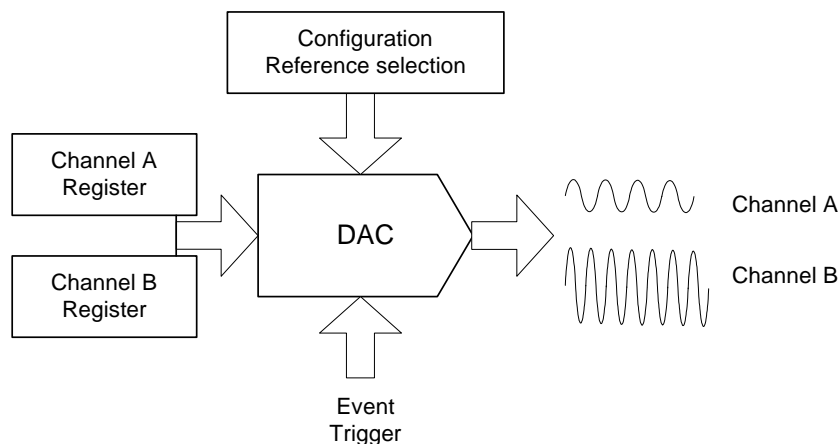 Configuration
Reference selection
Channel A
Register
Channel B
Register
DAC
Channel A
Channel B
Event
Trigger